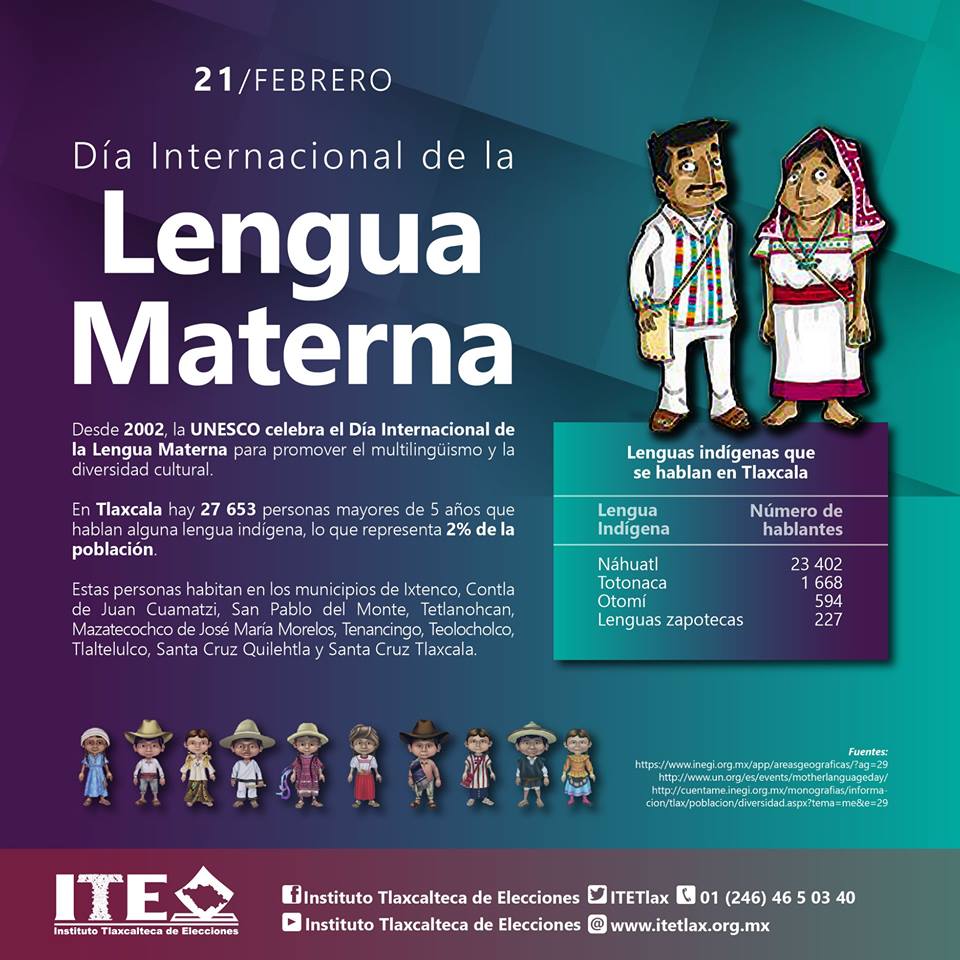 21/FEBRERO
Día Internacional de la
Lengua
Materna
Desde 2002, la UNESCO celebra el Día Internacional de
la Lengua Materna para promover el multilingüismo y la
diversidad cultural.
En Tlaxcala hay 27 653 personas mayores de 5 años que
hablan alguna lengua indígena, lo que representa 2% de la
población.
Estas personas habitan en los municipios de Ixtenco, Contla
de Juan Cuamatzi, San Pablo del Monte, Tetlanohcan,
Mazatecochco de José María Morelos, Tenancingo, Teolocholco,
Tlaltelulco, Santa Cruz Quilehtla y Santa Cruz Tlaxcala.
Lenguas indígenas que
se hablan en Tlaxcala
Lengua Número de
Indígena hablantes
Náhuatl 23 402
Totonaca 1 668
Otomí 594
Lenguas zapotecas 227
Fuentes:
https://www.inegi.org.mx/app/areasgeograficas/?ag=29
http://www.un.org/es/events/motherlanguageday/
http://cuentame.inegi.org.mx/monografias/informa-
cion/tlax/poblacion/diversidad.aspx?tema=me&e=29
ITE
Instituto Tlaxcalteca de Elecciones
Instituto Tlaxcalteca de Elecciones ITETlax 01 (246) 46 5 03 40
Instituto Tlaxcalteca de Elecciones @ www.itetlax.org.mx